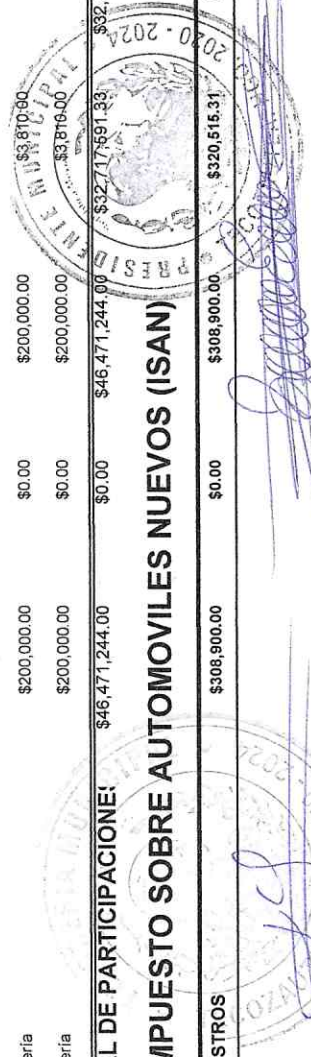 ería $200,000.00 $0.00 $200,000.00 $3,810.00
ería $200,000.00 $0.00 $200,000.00 $3,810.00
L DE PARTICIPACIONES $46,471,244.00 $0.00 $46,471,244.00 $32,717,691.33 $32,
MPUESTO SOBRE AUTOMOVILES NUEVOS (ISAN)
STROS $308,900.00 $0.00 $308,900.00 $320,515.31
PRESIDENTE MUNICIPAL
2020 - 2024